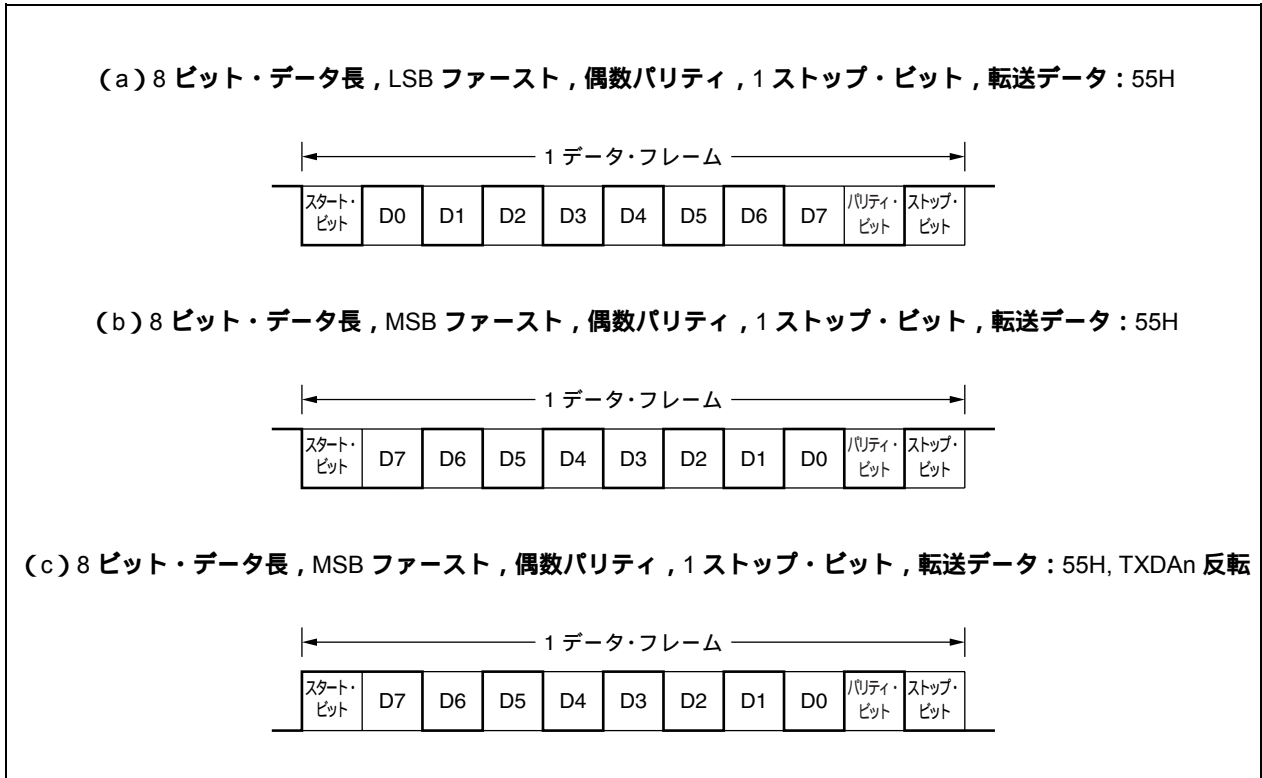 (a)8 ビット・データ長，LSB ファースト，偶数パリティ，1 ストップ・ビット，転送データ：55H
1 データ・フレーム
スタート・ビット D0 D1 D2 D3 D4 D5 D6 D7 パリティ・ビット ストップ・ビット
(b)8 ビット・データ長，MSB ファースト，偶数パリティ，1 ストップ・ビット，転送データ：55H
1 データ・フレーム
スタート・ビット D7 D6 D5 D4 D3 D2 D1 D0 パリティ・ビット ストップ・ビット
(c)8 ビット・データ長，MSB ファースト，偶数パリティ，1 ストップ・ビット，転送データ：55H, TXDAn 反転
1 データ・フレーム
スタート・ビット D7 D6 D5 D4 D3 D2 D1 D0 パリティ・ビット ストップ・ビット